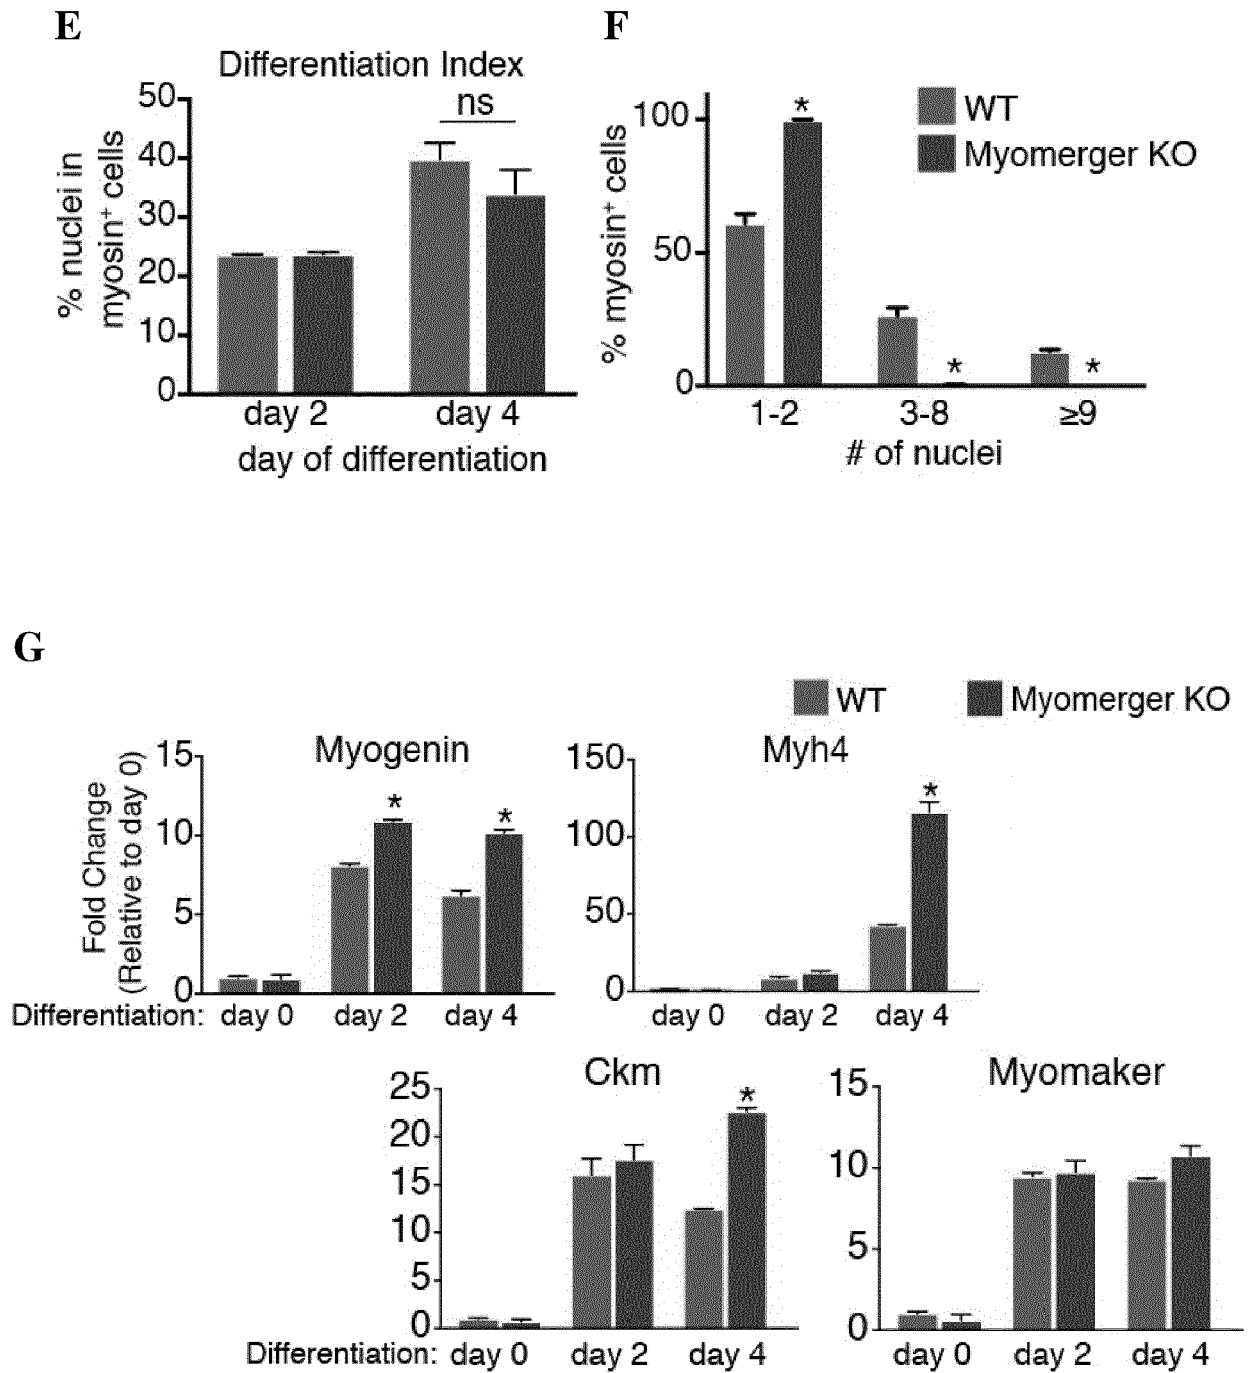 E
Differentiation Index
% nuclei in
myosin⁺ cells
50
40
30
20
10
0
ns
day 2
day 4
day of differentiation
F
% myosin⁺ cells
100
50
0
*
*
*
WT
Myomerger KO
1-2
3-8
≥9
# of nuclei
G
WT
Myomerger KO
Myogenin
Fold Change
(Relative to day 0)
15
10
5
0
*
*
Differentiation: day 0 day 2 day 4
Myh4
150
100
50
0
*
day 0 day 2 day 4
Ckm
25
20
15
10
5
0
*
Differentiation: day 0 day 2 day 4
Myomaker
15
10
5
0
day 0 day 2 day 4